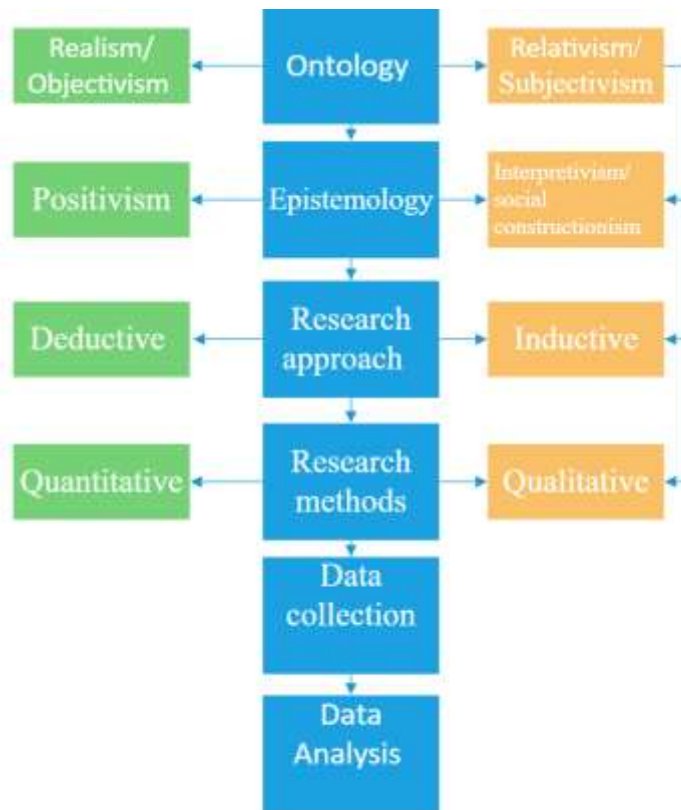 Realism/
Objectivism
Ontology
Relativism/
Subjectivism
Positivism
Epistemology
Interpretivism/
social
constructionism
Deductive
Research
approach
Inductive
Quantitative
Research
methods
Qualitative
Data
collection
Data
Analysis